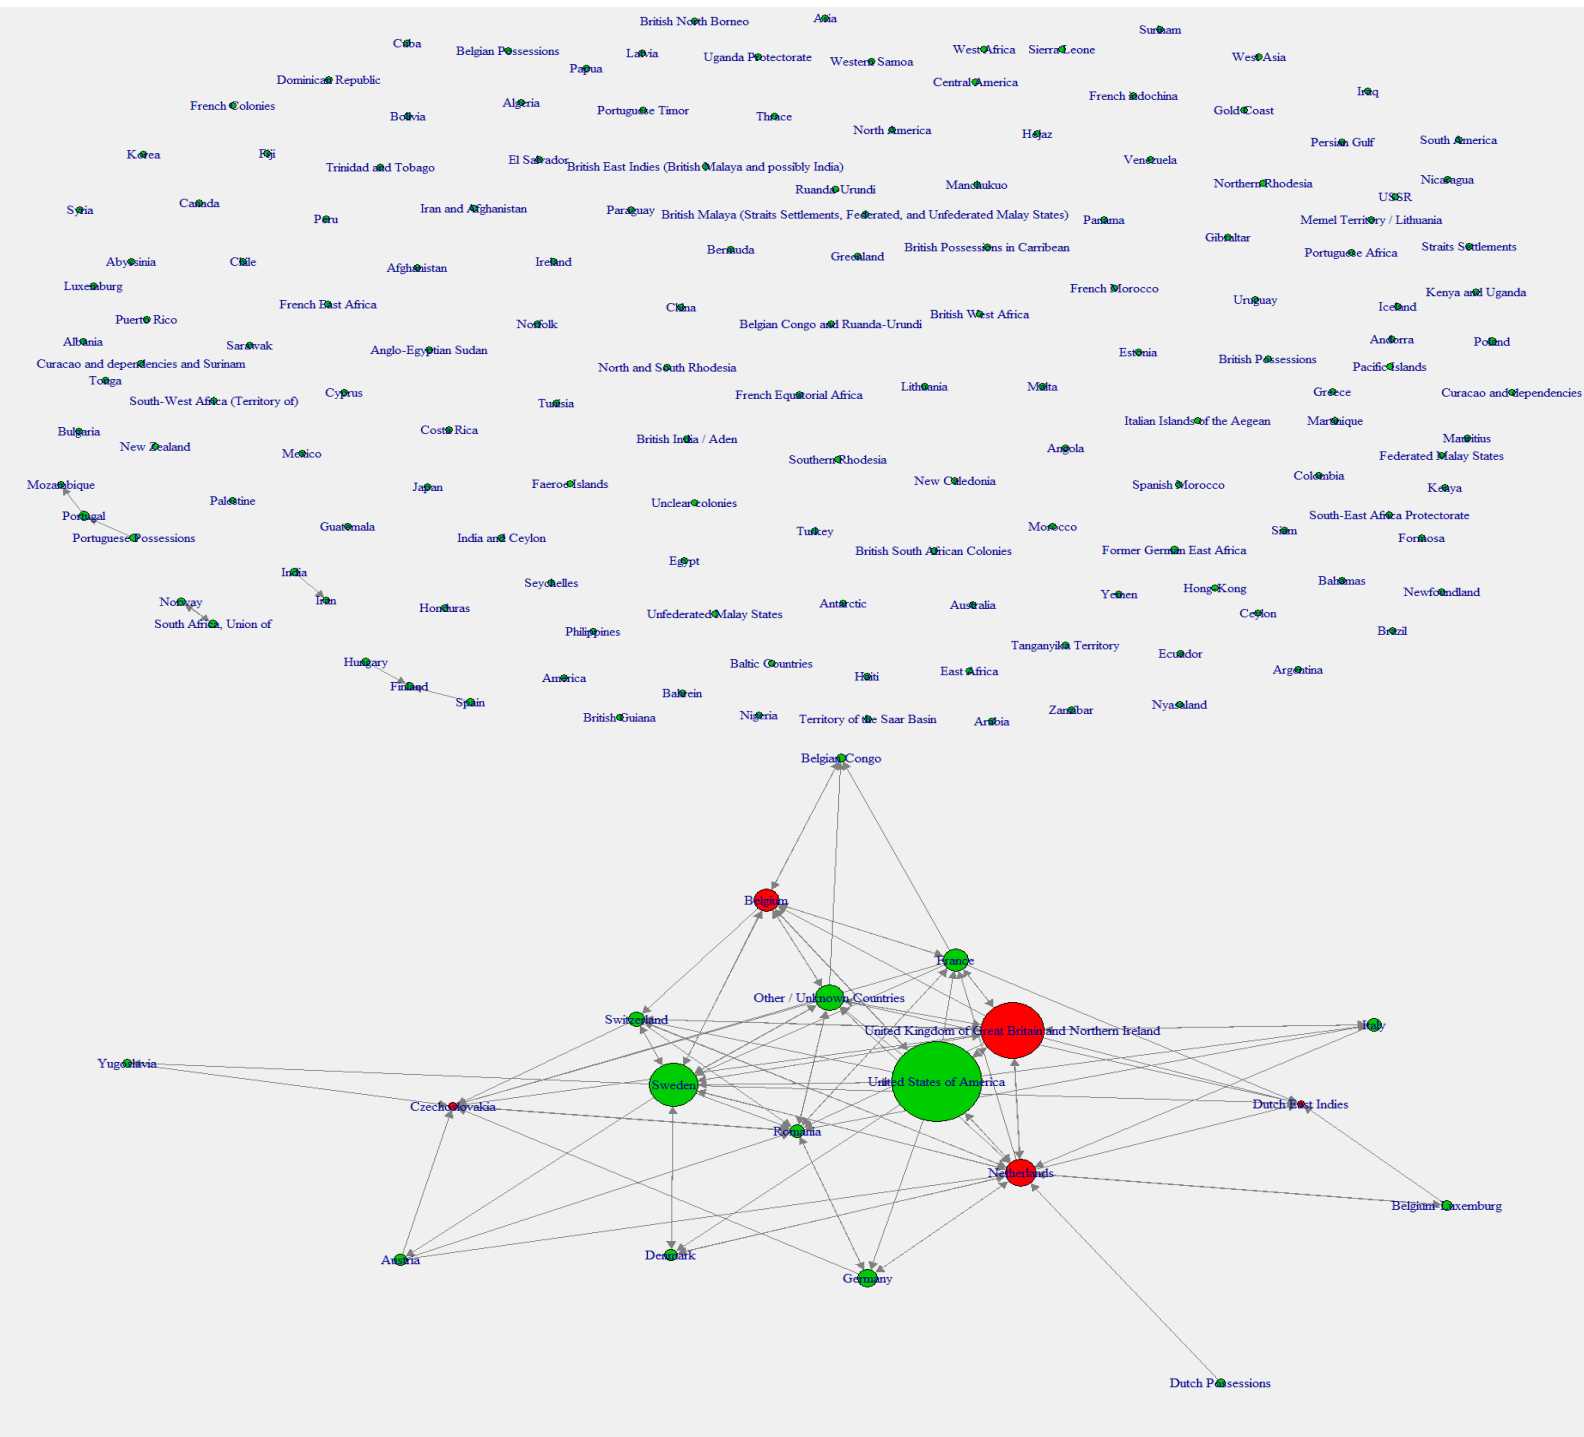 British North Borneo
Asia
Surinam
Cuba
Belgian Possessions
Latvia
Uganda Protectorate
Western Samoa
West Africa
Sierra Leone
West Asia
Papua
Dominican Republic
Central America
French Colonies
Algeria
Portuguese Timor
French Indochina
Iraq
Bolivia
Thrace
Gold Coast
North America
Hejaz
Persian Gulf
South America
Korea
Fiji
Trinidad and Tobago
El Salvador
British East Indies (British Malaya and possibly India)
Venezuela
Ruanda-Urundi
Manchukuo
Northern Rhodesia
Nicaragua
USSR
Syria
Canada
Peru
Iran and Afghanistan
Paraguay
British Malaya (Straits Settlements, Federated, and Unfederated Malay States)
Panama
Memel Territory / Lithuania
Gibraltar
Bermuda
Greenland
British Possessions in Carribean
Portuguese Africa
Straits Settlements
Abyssinia
Chile
Afghanistan
Ireland
Luxemburg
French Morocco
Kenya and Uganda
French East Africa
China
Uruguay
Iceland
Puerto Rico
Norfolk
Belgian Congo and Ruanda-Urundi
British West Africa
Albania
Sarawak
Anglo-Egyptian Sudan
Estonia
Andorra
Poland
Curacao and dependencies and Surinam
North and South Rhodesia
British Possessions
Pacific Islands
Tonga
South-West Africa (Territory of)
Cyprus
Tunisia
French Equatorial Africa
Lithuania
Malta
Greece
Curacao and dependencies
Bulgaria
New Zealand
Costa Rica
British India / Aden
Italian Islands of the Aegean
Martinique
Mauritius
Mexico
Southern Rhodesia
Angola
Federated Malay States
Mozambique
Palestine
Japan
Faeroe Islands
Unclear colonies
New Caledonia
Spanish Morocco
Colombia
Kenya
Portugal
Portuguese Possessions
Guatemala
India and Ceylon
Turkey
Morocco
Siam
South-East Africa Protectorate
Formosa
Egypt
British South African Colonies
Former German East Africa
India
Iran
Seychelles
Yemen
Hong Kong
Bahamas
Newfoundland
Norway
South Africa, Union of
Honduras
Philippines
Unfederated Malay States
Antarctic
Australia
Ceylon
Brazil
Hungary
Finland
Spain
America
Baltic Countries
Haiti
East Africa
Tanganyika Territory
Ecuador
Argentina
British Guiana
Bahrein
Nigeria
Territory of the Saar Basin
Arabia
Zanzibar
Nyasaland
Belgian Congo
Belgium
France
Other / Unknown Countries
Switzerland
United Kingdom of Great Britain and Northern Ireland
Italy
Yugoslavia
Sweden
United States of America
Czechoslovakia
Dutch East Indies
Romania
Netherlands
Belgium-Luxemburg
Austria
Denmark
Germany
Dutch Possessions